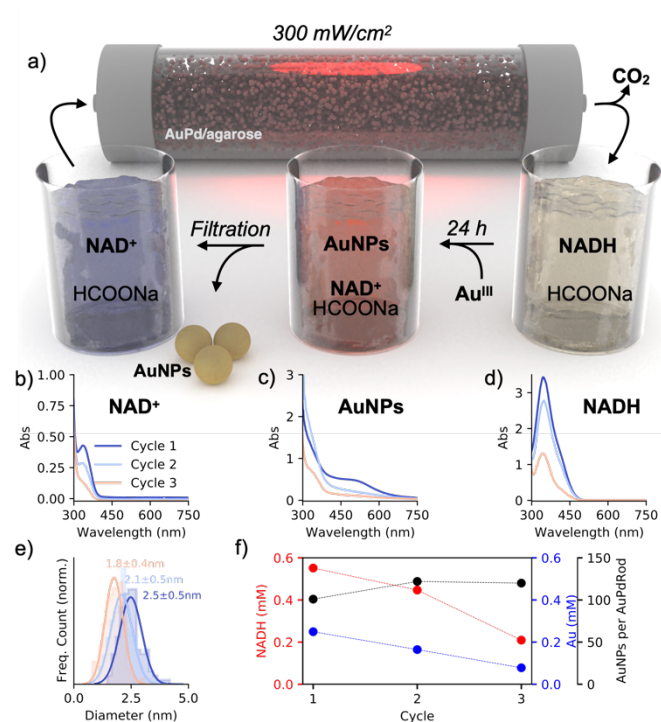 300 mW/cm²
a)
CO₂
AuPd/agarose
NAD⁺
HCOONa
Filtration
AuNPs
AuNPs
NAD⁺
HCOONa
24 h
Auᴵᴵᴵ
NADH
HCOONa
b)
NAD⁺
Cycle 1
Cycle 2
Cycle 3
Abs
1.00
0.75
0.50
0.25
0.00
300 450 600 750
Wavelength (nm)
c)
AuNPs
Abs
3
2
1
0
300 450 600 750
Wavelength (nm)
d)
NADH
Abs
3
2
1
0
300 450 600 750
Wavelength (nm)
e)
1.8±0.4nm
2.1±0.5nm
2.5±0.5nm
Freq. Count (norm.)
0.0 2.5 5.0
Diameter (nm)
f)
NADH (mM)
0.6
0.4
0.2
0.0
1 2 3
Cycle
Au (mM)
0.6
0.4
0.2
0.0
AuNPs per AuPdRod
150
100
50
0